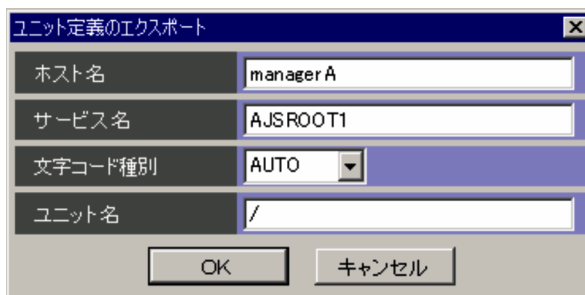 ユニット定義のエクスポート
ホスト名 managerA
サービス名 AJSROOT1
文字コード種別 AUTO
ユニット名 /
OK キャンセル